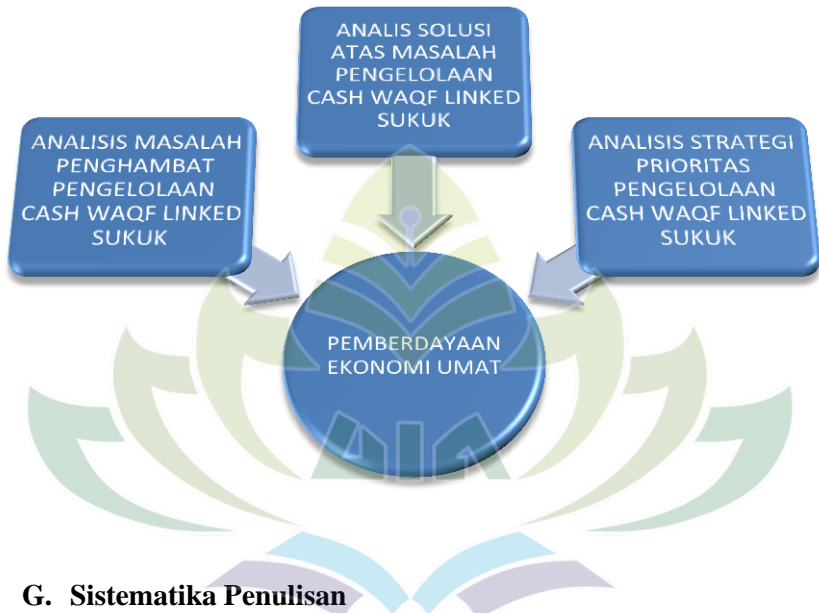 ANALISIS MASALAH
PENGHAMBAT
PENGELOLAAN
CASH WAQF LINKED
SUKUK
ANALIS SOLUSI
ATAS MASALAH
PENGELOLAAN
CASH WAQF LINKED
SUKUK
ANALISIS STRATEGI
PRIORITAS
PENGELOLAAN
CASH WAQF LINKED
SUKUK
PEMBERDAYAAN
EKONOMI UMAT
G. Sistematika Penulisan